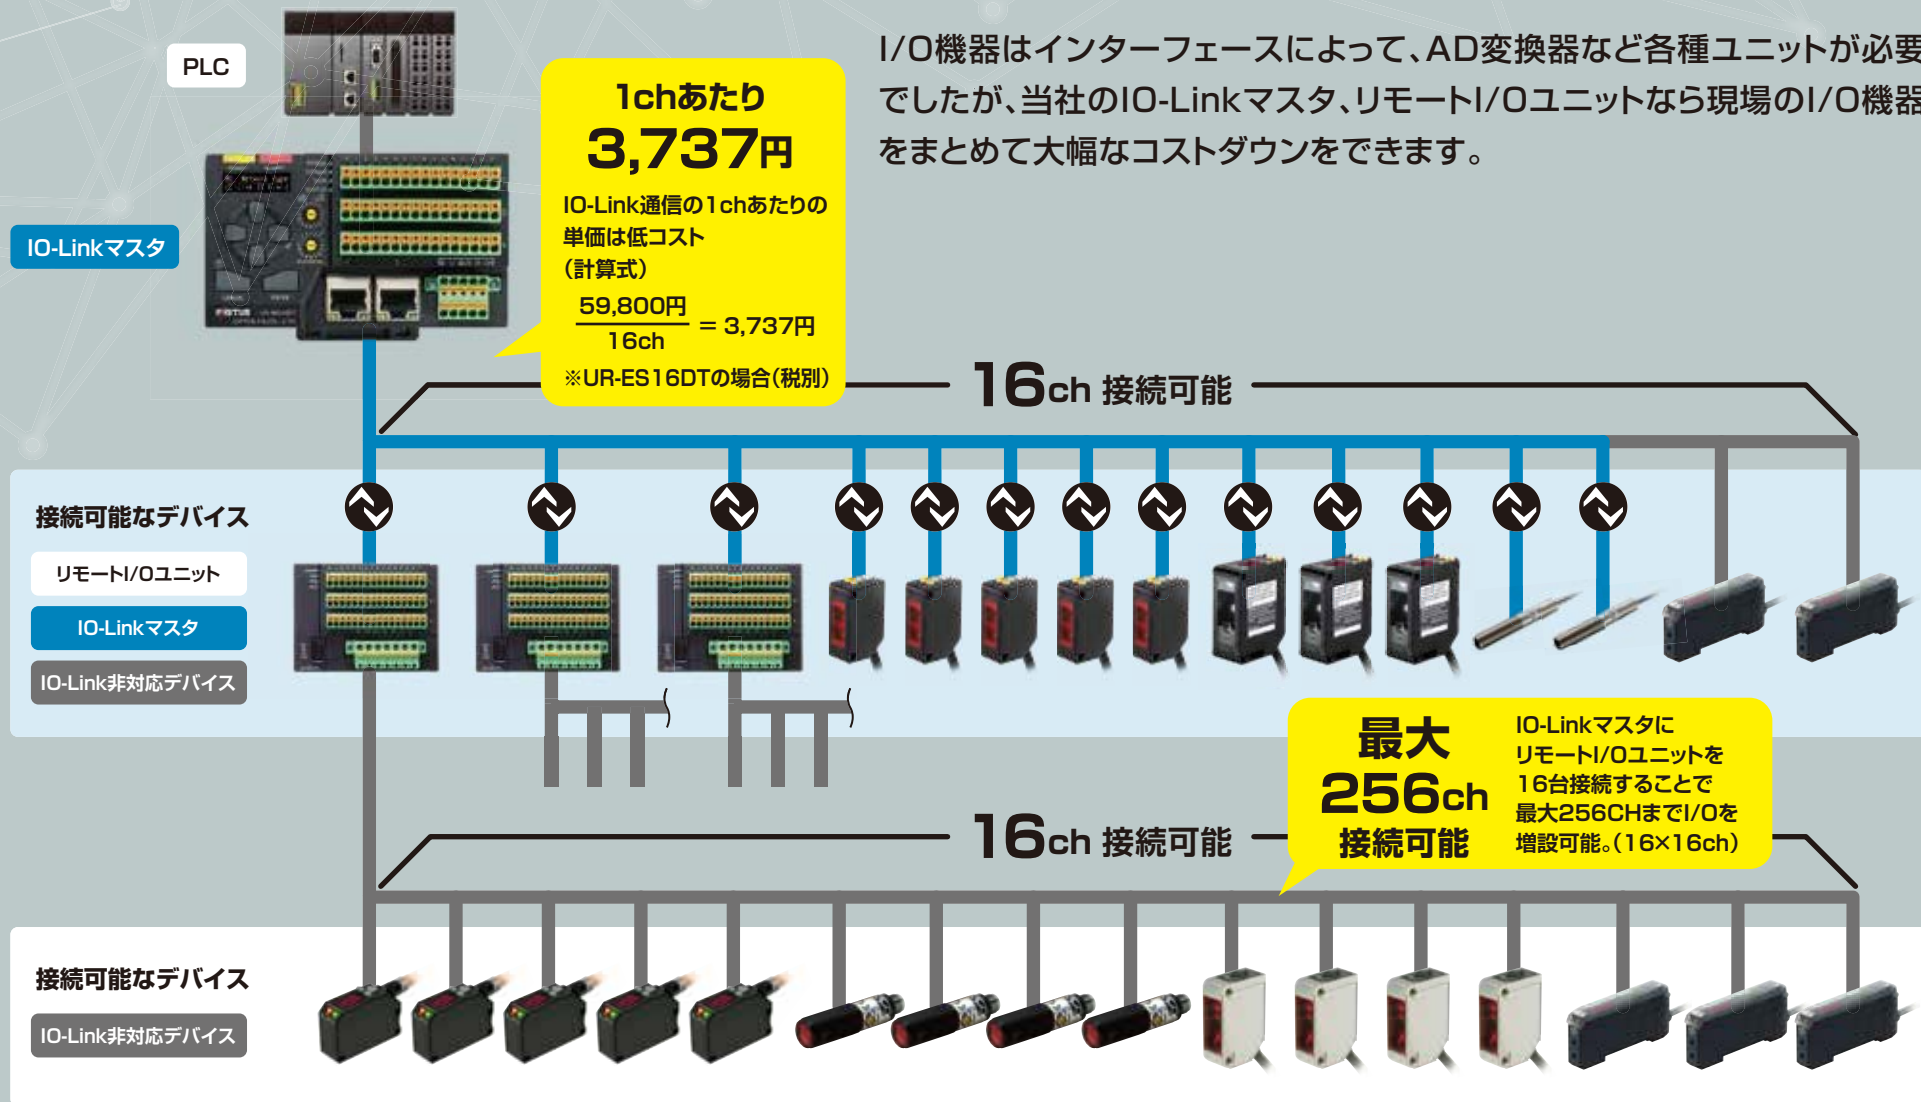 PLC
I/O機器はインターフェースによって、AD変換器など各種ユニットが必要
でしたが、当社のIO-Linkマスタ、リモートI/Oユニットなら現場のI/O機器
をまとめて大幅なコストダウンをできます。
1chあたり
3,737円
IO-Link通信の1chあたりの
単価は低コスト
(計算式)
59,800円
16ch
= 3,737円
※UR-ES16DTの場合(税別)
IO-Linkマスタ
16ch 接続可能
接続可能なデバイス
リモートI/Oユニット
IO-Linkマスタ
IO-Link非対応デバイス
最大
256ch
接続可能
IO-Linkマスタに
リモートI/Oユニットを
16台接続することで
最大256CHまでI/Oを
増設可能。(16×16ch)
16ch 接続可能
接続可能なデバイス
IO-Link非対応デバイス